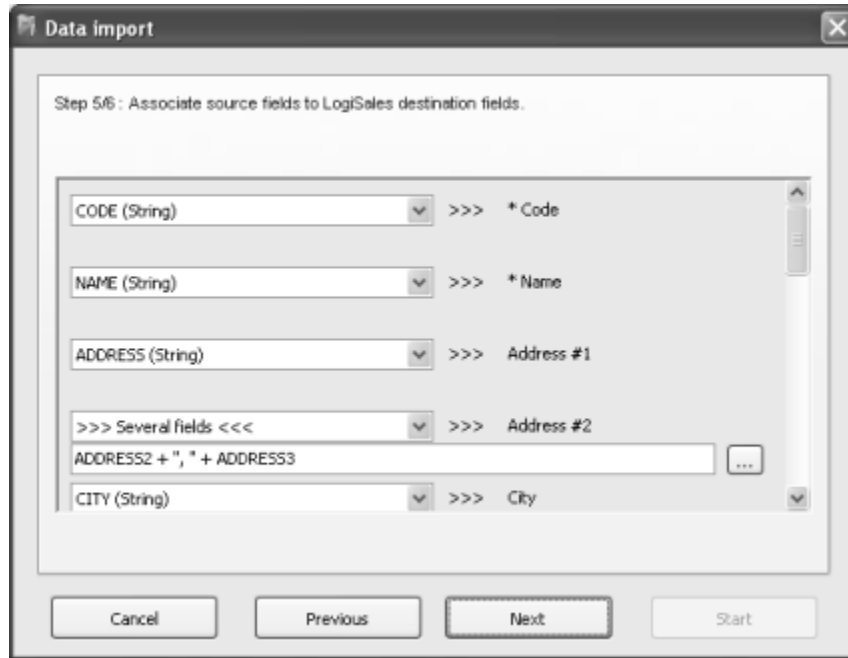 Data import
Step 5/6 : Associate source fields to LogiSales destination fields.
CODE (String) >>> * Code
NAME (String) >>> * Name
ADDRESS (String) >>> Address #1
>>> Several fields <<< >>> Address #2
ADDRESS2 + ", " + ADDRESS3 ...
CITY (String) >>> City
Cancel Previous Next Start